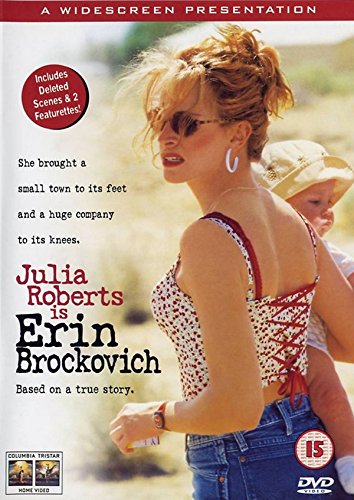 A WIDESCREEN PRESENTATION
Includes
Deleted
Scenes & 2
Featurettes!
She brought a
small town to its feet
and a huge company
to its knees.
Julia
Roberts
is
Erin
Brockovich
Based on a true story.
COLUMBIA TRISTAR
HOME VIDEO
15
DVD
VIDEO